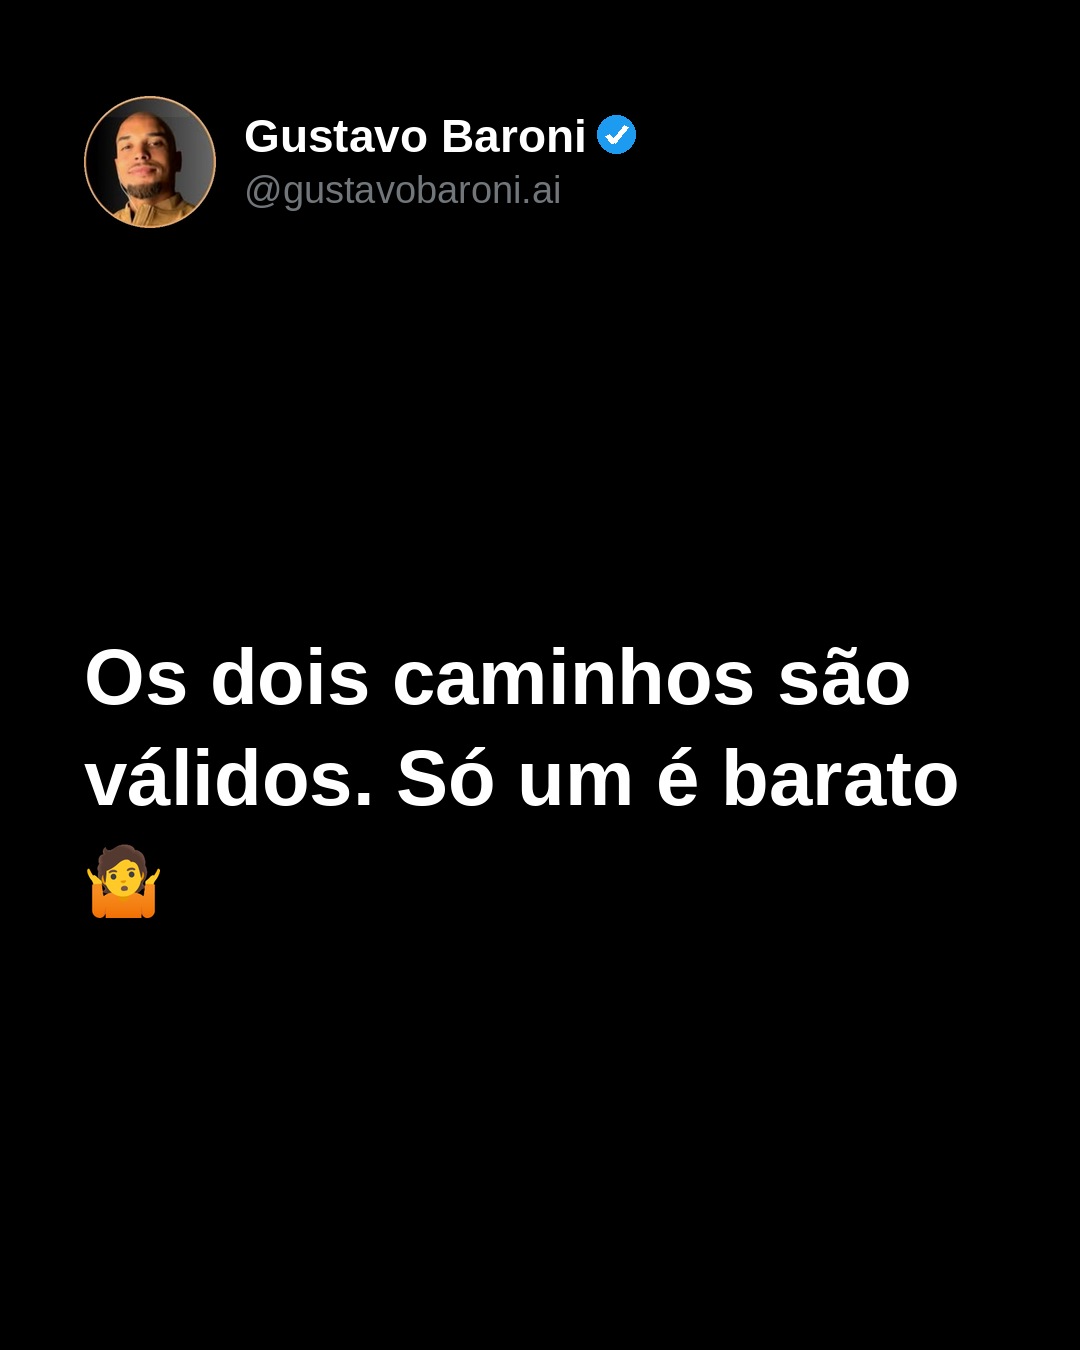 Gustavo Baroni
@gustavobaroni.ai
Os dois caminhos são
válidos. Só um é barato
🤷